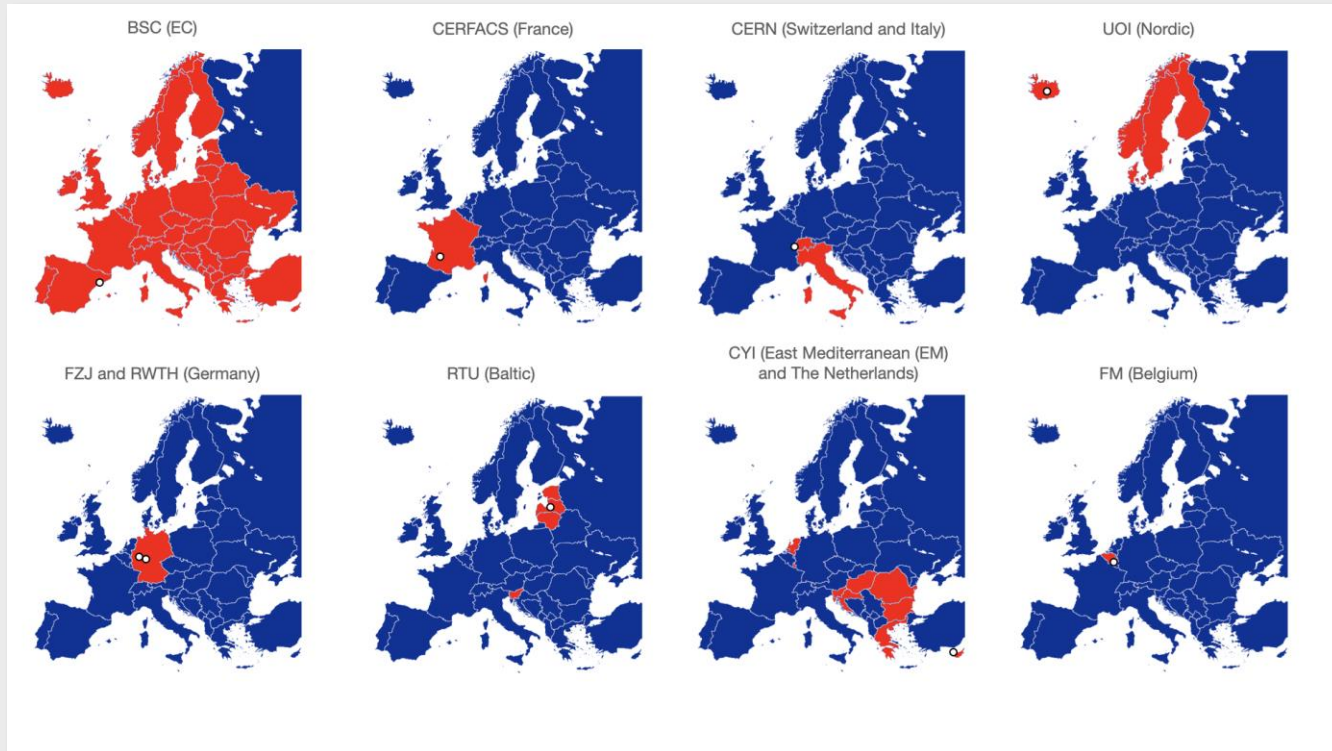 BSC (EC)
CERFACS (France)
CERN (Switzerland and Italy)
UOI (Nordic)
FZJ and RWTH (Germany)
RTU (Baltic)
CYI (East Mediterranean (EM)
and The Netherlands)
FM (Belgium)